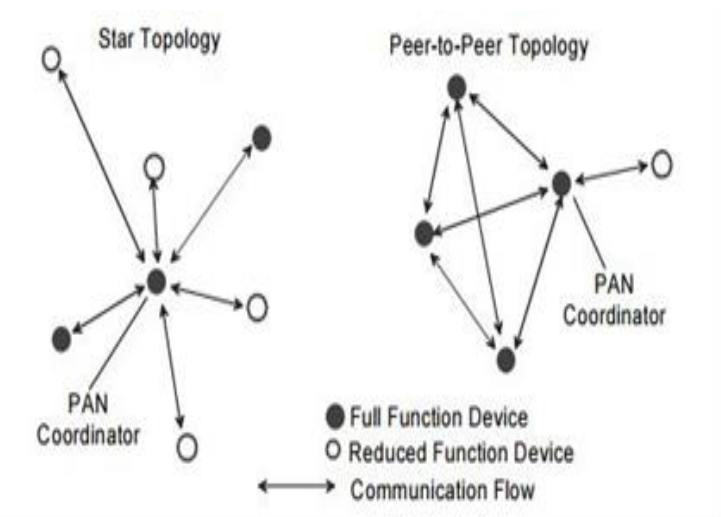 Star Topology
Peer-to-Peer Topology
PAN
Coordinator
PAN
Coordinator
Full Function Device
Reduced Function Device
Communication Flow